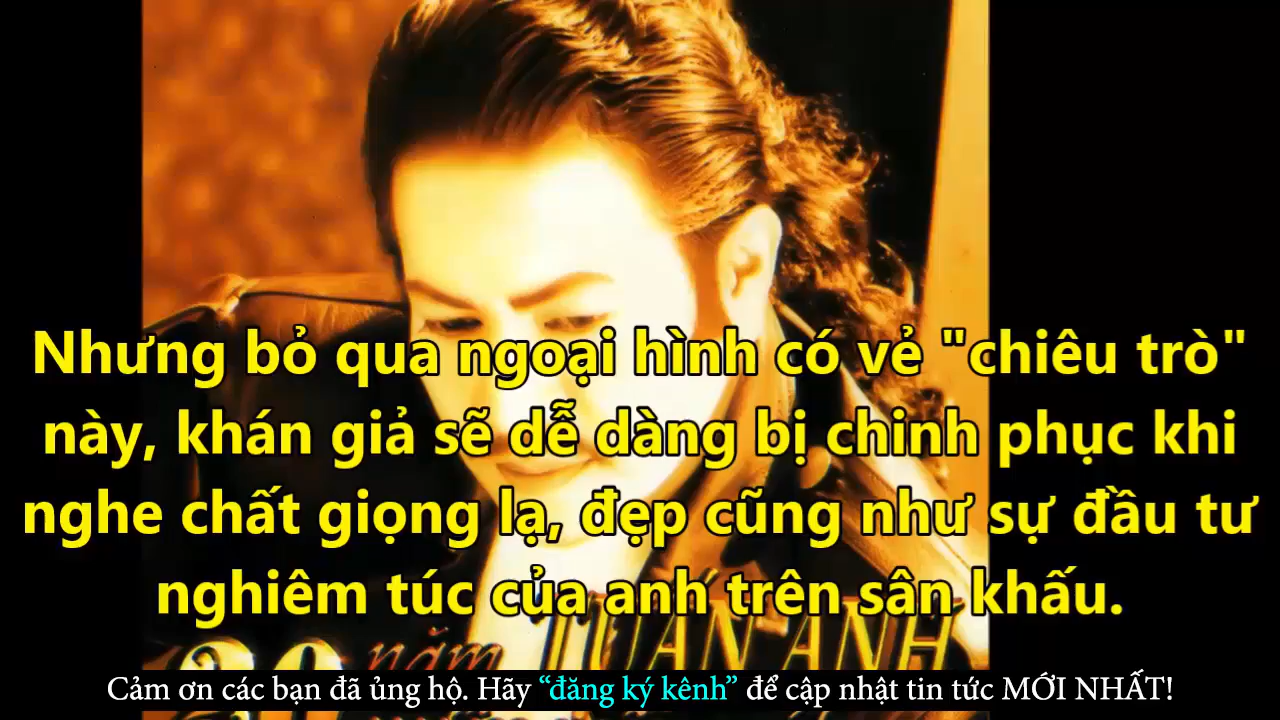 Nhưng bỏ qua ngoại hình có vẻ "chiêu trò"
này, khán giả sẽ dễ dàng bị chinh phục khi
nghe chất giọng lạ, đẹp cũng như sự đầu tư
nghiêm túc của anh trên sân khấu.
năm TUẤN ANH
Cảm ơn các bạn đã ủng hộ. Hãy “đăng ký kênh” để cập nhật tin tức MỚI NHẤT!